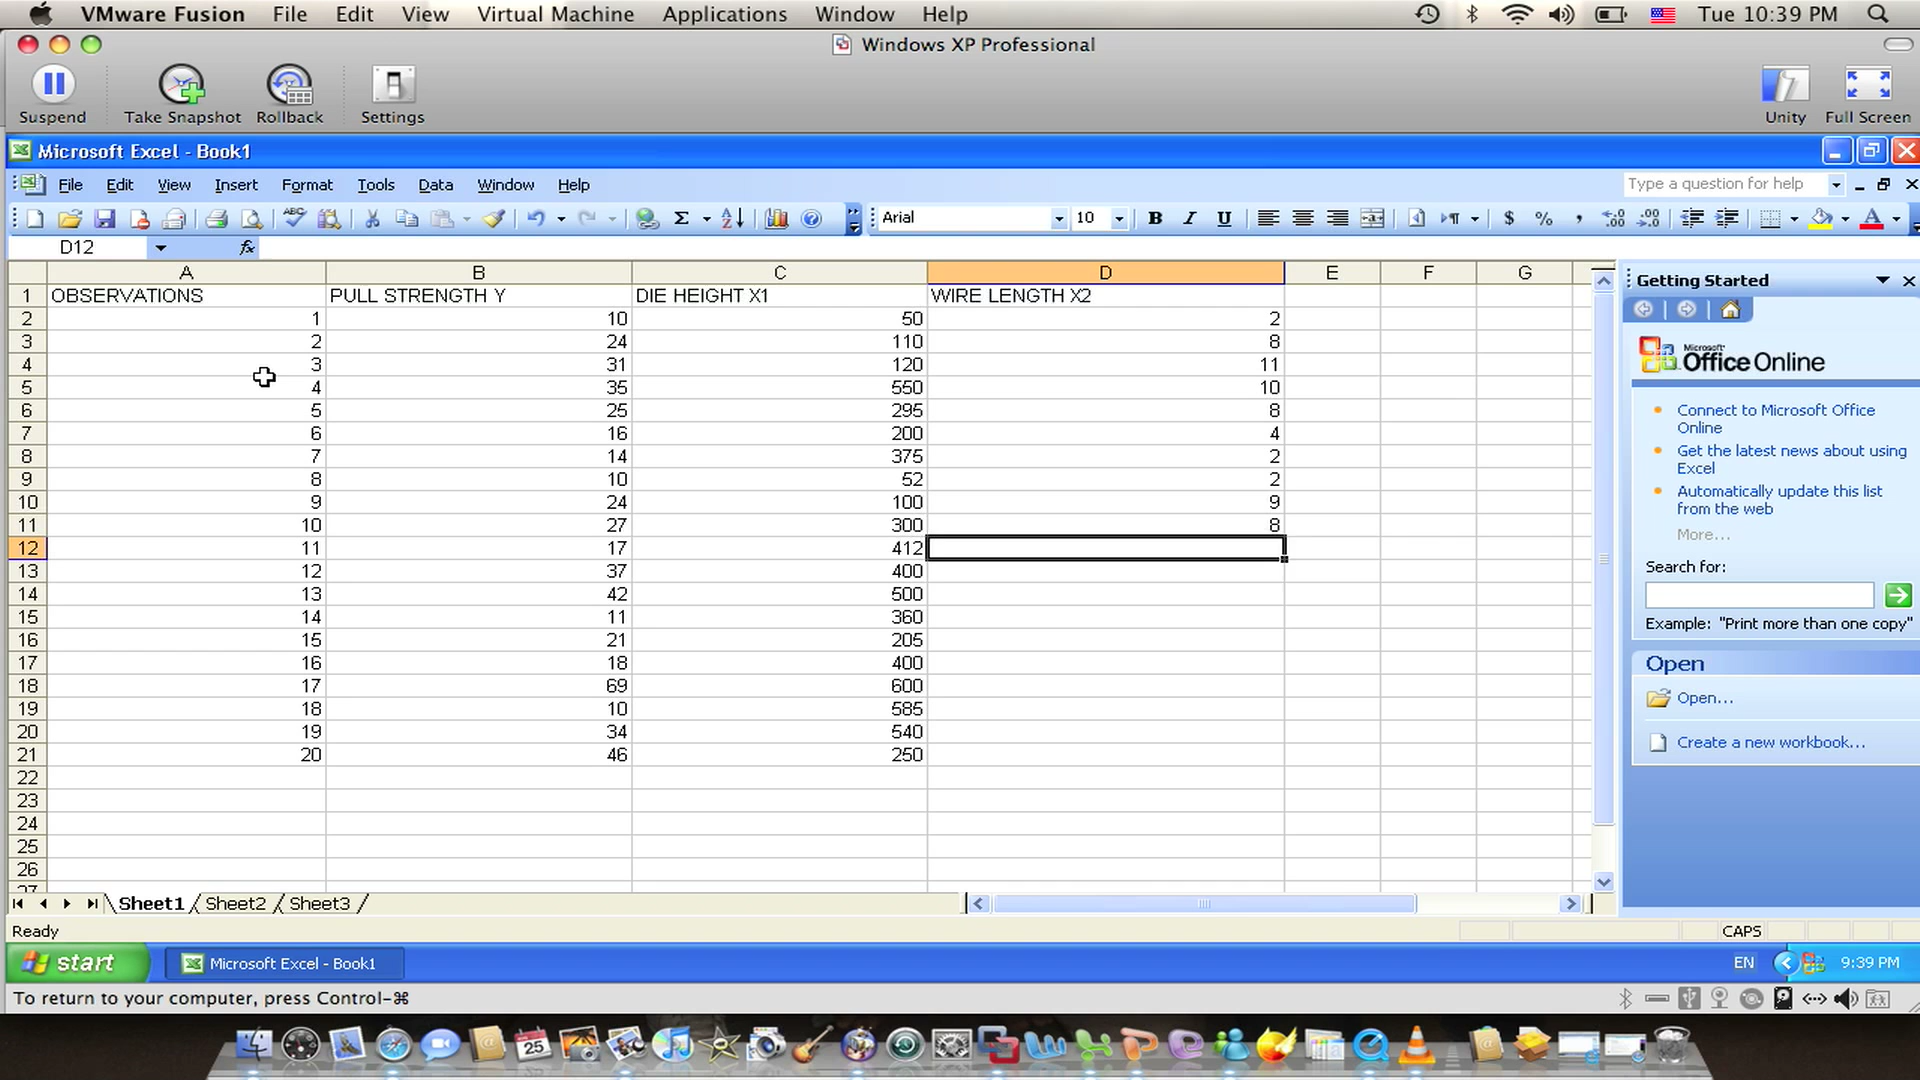 VMware Fusion File Edit View Virtual Machine Applications Window Help Tue 10:39 PM
Windows XP Professional
Suspend Take Snapshot Rollback Settings Unity Full Screen
Microsoft Excel - Book1
File Edit View Insert Format Tools Data Window Help Type a question for help
Arial 10 B I U $ % ,
D12 fx
A B C D E F G
1 OBSERVATIONS PULL STRENGTH Y DIE HEIGHT X1 WIRE LENGTH X2
2 1 10 50 2
3 2 24 110 8
4 3 31 120 11
5 4 35 550 10
6 5 25 295 8
7 6 16 200 4
8 7 14 375 2
9 8 10 52 2
10 9 24 100 9
11 10 27 300 8
12 11 17 412
13 12 37 400
14 13 42 500
15 14 11 360
16 15 21 205
17 16 18 400
18 17 69 600
19 18 10 585
20 19 34 540
21 20 46 250
22
23
24
25
26
27
Getting Started
Microsoft
Office Online
Connect to Microsoft Office
Online
Get the latest news about using
Excel
Automatically update this list
from the web
More...
Search for:
Example: "Print more than one copy"
Open
Open...
Create a new workbook...
Sheet1 Sheet2 Sheet3
Ready CAPS
start Microsoft Excel - Book1 EN 9:39 PM
To return to your computer, press Control-⌘
25